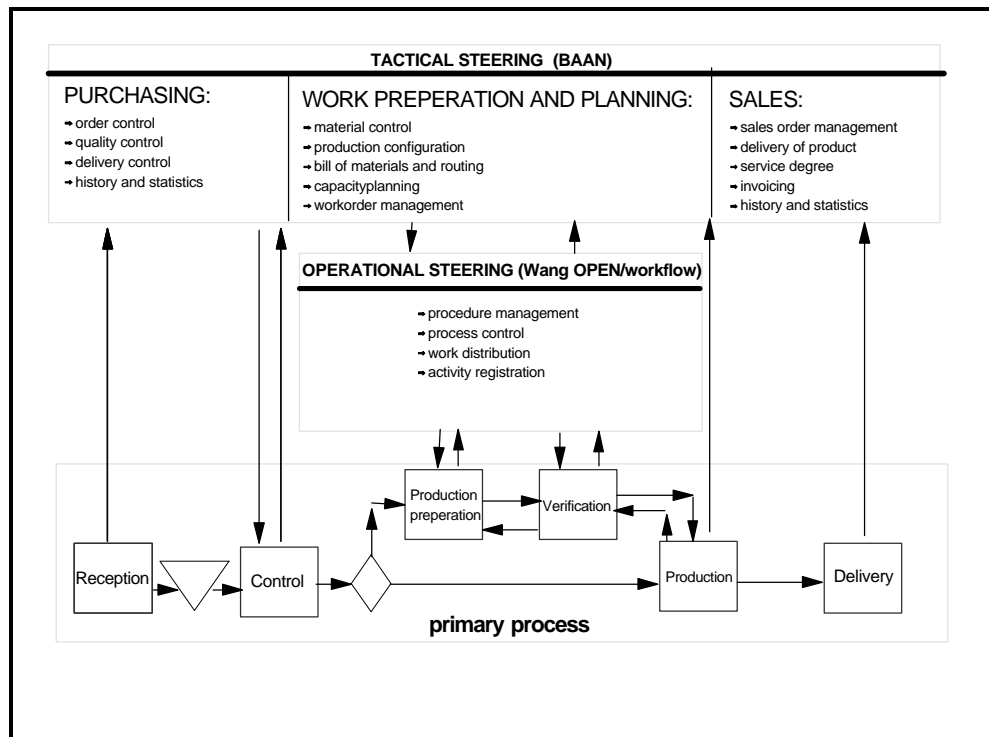 TACTICAL STEERING (BAAN)
PURCHASING:
→ order control
→ quality control
→ delivery control
→ history and statistics
WORK PREPERATION AND PLANNING:
→ material control
→ production configuration
→ bill of materials and routing
→ capacityplanning
→ workorder management
SALES:
→ sales order management
→ delivery of product
→ service degree
→ invoicing
→ history and statistics
OPERATIONAL STEERING (Wang OPEN/workflow)
→ procedure management
→ process control
→ work distribution
→ activity registration
Production
preperation
Verification
Reception
Control
Production
Delivery
primary process